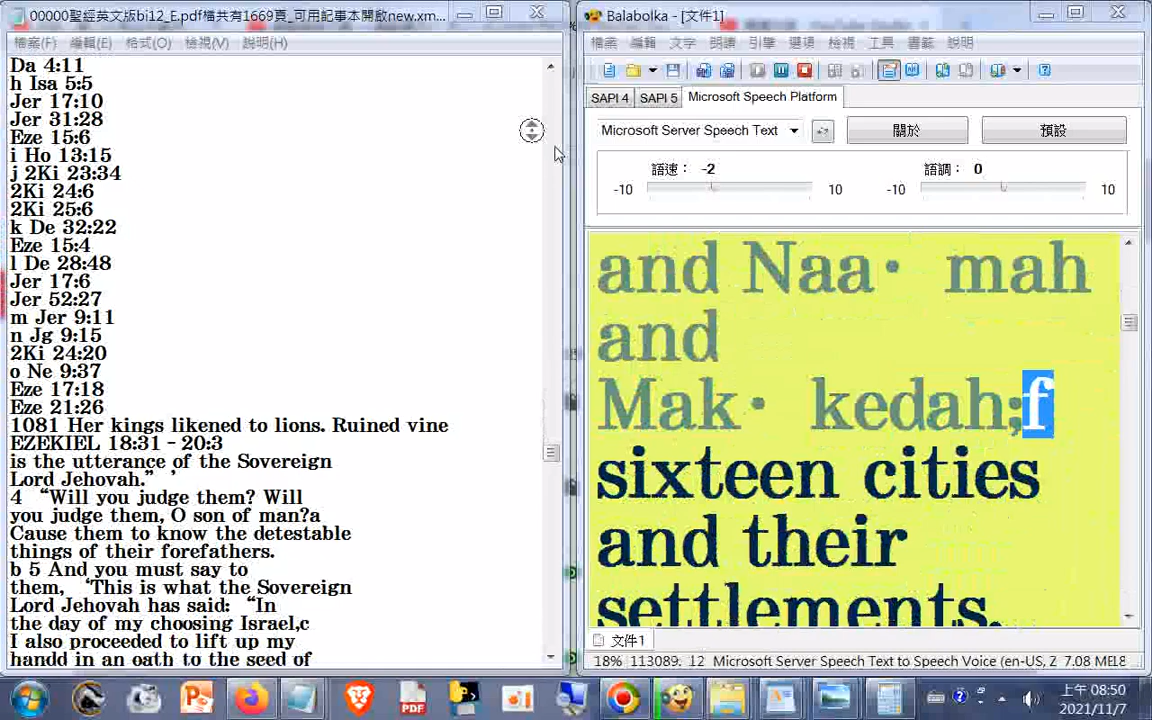 00000聖經英文版bi12_E.pdf檔共有1669頁_可用記事本開啟new.xm...
檔案(F) 編輯(E) 格式(O) 檢視(V) 說明(H)
Da 4:11
h Isa 5:5
Jer 17:10
Jer 31:28
Eze 15:6
i Ho 13:15
j 2Ki 23:34
2Ki 24:6
2Ki 25:6
k De 32:22
Eze 15:4
l De 28:48
Jer 17:6
Jer 52:27
m Jer 9:11
n Jg 9:15
2Ki 24:20
o Ne 9:37
Eze 17:18
Eze 21:26
1081 Her kings likened to lions. Ruined vine
EZEKIEL 18:31 - 20:3
is the utterance of the Sovereign
Lord Jehovah.” ’
4 “Will you judge them? Will
you judge them, O son of man?a
Cause them to know the detestable
things of their forefathers.
b 5 And you must say to
them, ‘This is what the Sovereign
Lord Jehovah has said: “In
the day of my choosing Israel,c
I also proceeded to lift up my
handd in an oath to the seed of
Balabolka - [文件1]
檔案 編輯 文字 朗讀 引擎 選項 檢視 工具 書籤 說明
SAPI 4 SAPI 5 Microsoft Speech Platform
Microsoft Server Speech Text 關於 預設
語速： -2 語調： 0
-10 10 -10 10
and Naa· mah
and
Mak· kedah;f
sixteen cities
and their
settlements.
文件1
18% 113089: 12 Microsoft Server Speech Text to Speech Voice (en-US, Z 7.08 МБ18
PDF
上午 08:50
2021/11/7